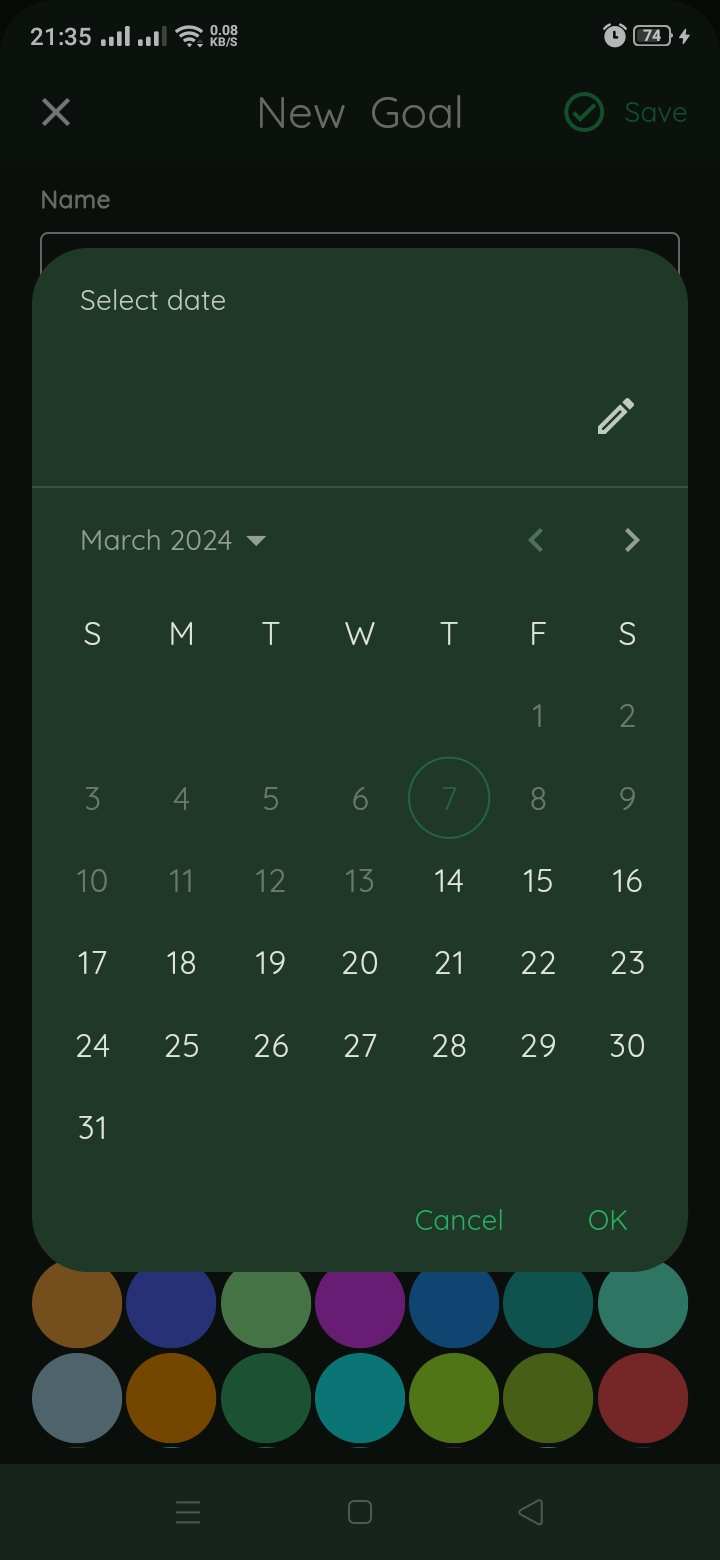 21:35 0.08 KB/S 74
New Goal Save
Name
Select date
March 2024
S M T W T F S
1 2
3 4 5 6 7 8 9
10 11 12 13 14 15 16
17 18 19 20 21 22 23
24 25 26 27 28 29 30
31
Cancel OK